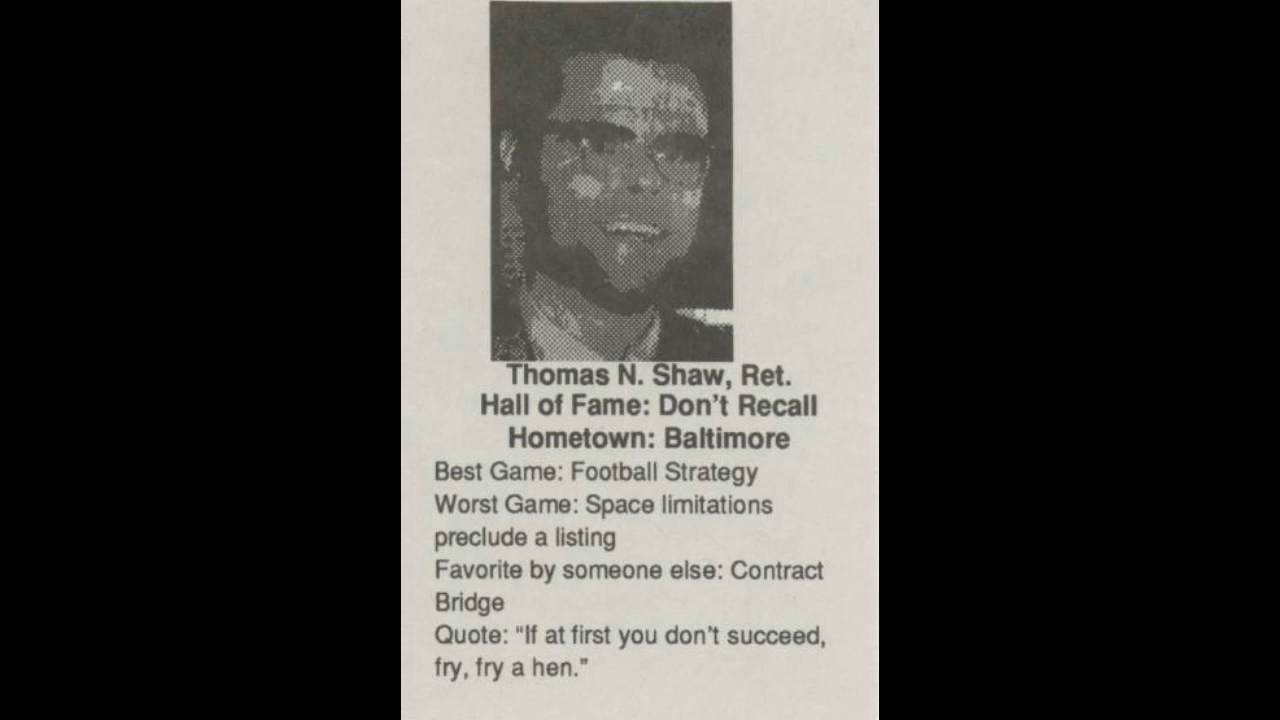 Thomas N. Shaw, Ret.
Hall of Fame: Don't Recall
Hometown: Baltimore
Best Game: Football Strategy
Worst Game: Space limitations
preclude a listing
Favorite by someone else: Contract
Bridge
Quote: “If at first you don't succeed,
fry, fry a hen.”